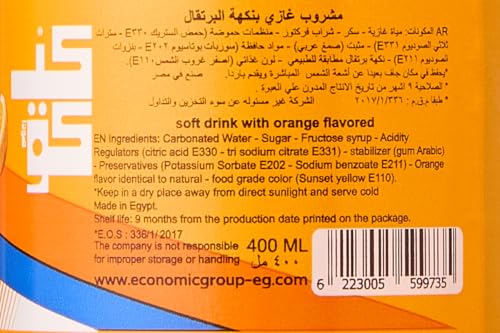 مشروب غازي بنكهة البرتقال
AR المكونات: مياة غازية - سكر - شراب فركتوز - منظمات حموضة (حمض الستريك E٣٣٠ - سترات
ثلاثي الصوديوم E٣٣١) - مثبت (صمغ عربي) - مواد حافظة (سوربات بوتاسيوم E٢٠٢ - بنزوات
الصوديوم E٢١١) - نكهة برتقال مطابقة للطبيعي - لون غذائي (اصفر غروب الشمس E١١٠).
*يحفظ في مكان جاف بعيدا عن أشعة الشمس المباشرة ويقدم باردا. صنع في مصر
الصلاحية ٩ اشهر من تاريخ الانتاج المدون علي العبوة.
* طبقا م.ق.م : ٢٠١٧/١/٣٣٦ الشركة غير مسئوله عن سوء التخزين والتداول
soft drink with orange flavored
EN Ingredients: Carbonated Water - Sugar - Fructose syrup - Acidity
Regulators (citric acid E330 - tri sodium citrate E331) - stabilizer (gum Arabic)
- Preservatives (Potassium Sorbate E202 - Sodium benzoate E211) - Orange
flavor identical to natural - food grade color (Sunset yellow E110).
*Keep in a dry place away from direct sunlight and serve cold
Made in Egypt.
Shelf life: 9 months from the production date printed on the package.
*E.O.S : 336/1/ 2017
The company is not responsible
for improper storage or handling
400 ML
٤٠٠ مل
www.economicgroup-eg.com
6 223005 599735